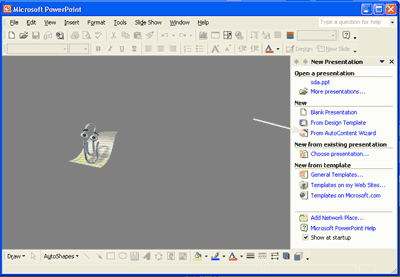 Microsoft PowerPoint
File Edit View Insert Format Tools Slide Show Window Help
Type a question for help
Design New Slide
New Presentation
Open a presentation
sda.ppt
More presentations...
New
Blank Presentation
From Design Template
From AutoContent Wizard
New from existing presentation
Choose presentation...
New from template
General Templates...
Templates on my Web Sites...
Templates on Microsoft.com
Add Network Place...
Microsoft PowerPoint Help
Show at startup
Draw AutoShapes